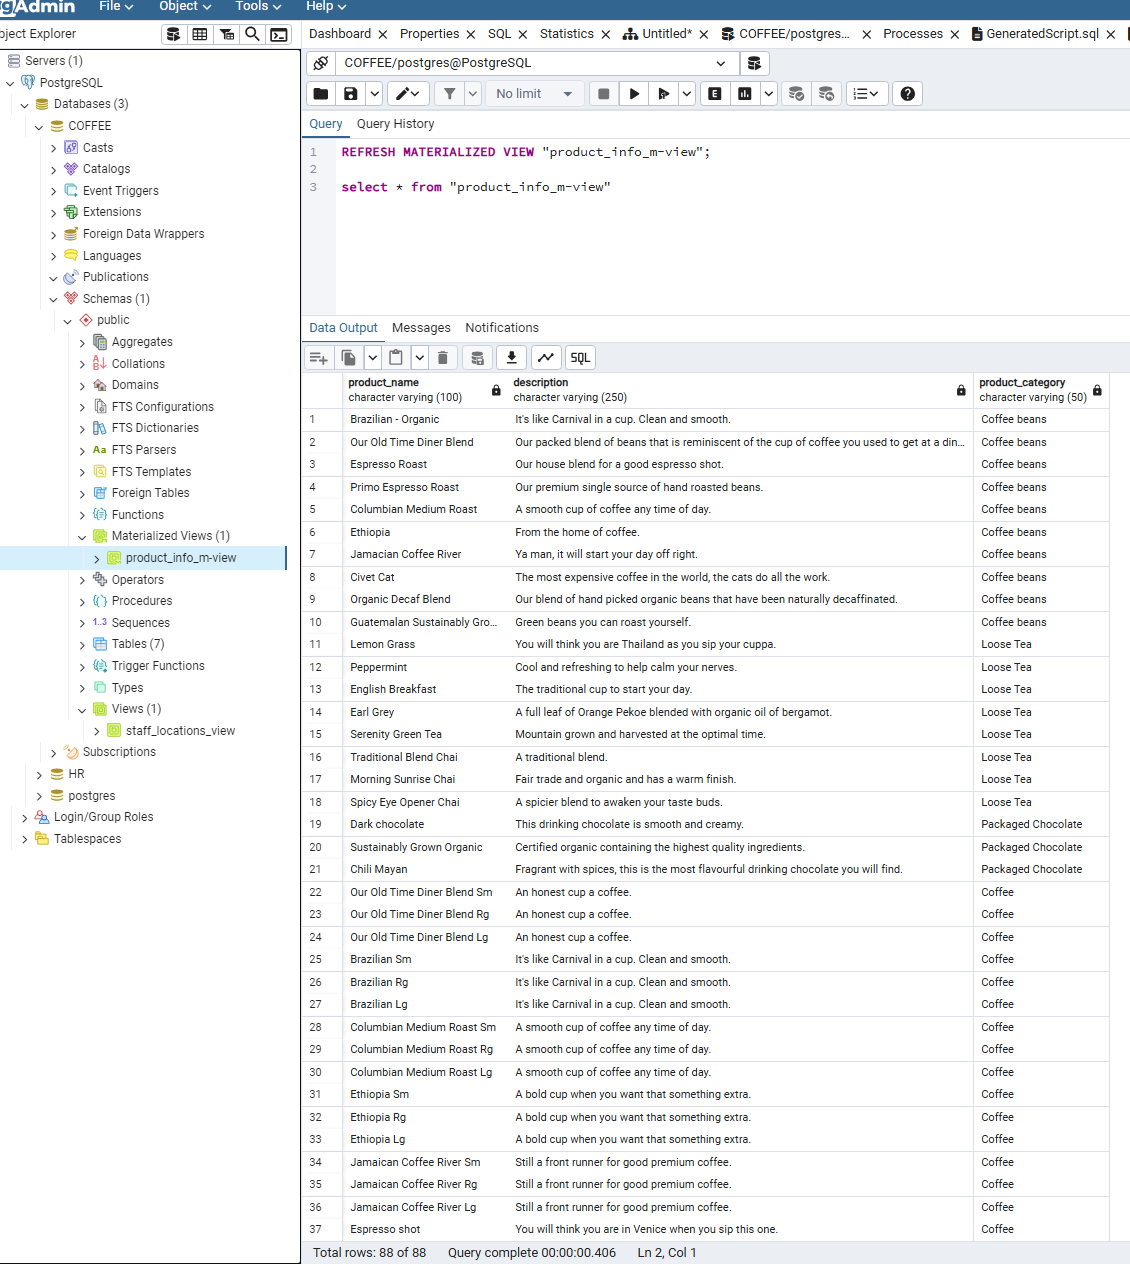 gAdmin File Object Tools Help
bject Explorer
Dashboard Properties SQL Statistics Untitled* COFFEE/postgres... Processes GeneratedScript.sql
Servers (1)
PostgreSQL
Databases (3)
COFFEE
Casts
Catalogs
Event Triggers
Extensions
Foreign Data Wrappers
Languages
Publications
Schemas (1)
public
Aggregates
Collations
Domains
FTS Configurations
FTS Dictionaries
FTS Parsers
FTS Templates
Foreign Tables
Functions
Materialized Views (1)
product_info_m-view
Operators
Procedures
1..3 Sequences
Tables (7)
Trigger Functions
Types
Views (1)
staff_locations_view
Subscriptions
HR
postgres
Login/Group Roles
Tablespaces
COFFEE/postgres@PostgreSQL
No limit
E
Query Query History
1 REFRESH MATERIALIZED VIEW "product_info_m-view";
2
3 select * from "product_info_m-view"
Data Output Messages Notifications
SQL
product_name description product_category
character varying (100) character varying (250) character varying (50)
1 Brazilian - Organic It's like Carnival in a cup. Clean and smooth. Coffee beans
2 Our Old Time Diner Blend Our packed blend of beans that is reminiscent of the cup of coffee you used to get at a din... Coffee beans
3 Espresso Roast Our house blend for a good espresso shot. Coffee beans
4 Primo Espresso Roast Our premium single source of hand roasted beans. Coffee beans
5 Columbian Medium Roast A smooth cup of coffee any time of day. Coffee beans
6 Ethiopia From the home of coffee. Coffee beans
7 Jamacian Coffee River Ya man, it will start your day off right. Coffee beans
8 Civet Cat The most expensive coffee in the world, the cats do all the work. Coffee beans
9 Organic Decaf Blend Our blend of hand picked organic beans that have been naturally decaffinated. Coffee beans
10 Guatemalan Sustainably Gro... Green beans you can roast yourself. Coffee beans
11 Lemon Grass You will think you are Thailand as you sip your cuppa. Loose Tea
12 Peppermint Cool and refreshing to help calm your nerves. Loose Tea
13 English Breakfast The traditional cup to start your day. Loose Tea
14 Earl Grey A full leaf of Orange Pekoe blended with organic oil of bergamot. Loose Tea
15 Serenity Green Tea Mountain grown and harvested at the optimal time. Loose Tea
16 Traditional Blend Chai A traditional blend. Loose Tea
17 Morning Sunrise Chai Fair trade and organic and has a warm finish. Loose Tea
18 Spicy Eye Opener Chai A spicier blend to awaken your taste buds. Loose Tea
19 Dark chocolate This drinking chocolate is smooth and creamy. Packaged Chocolate
20 Sustainably Grown Organic Certified organic containing the highest quality ingredients. Packaged Chocolate
21 Chili Mayan Fragrant with spices, this is the most flavourful drinking chocolate you will find. Packaged Chocolate
22 Our Old Time Diner Blend Sm An honest cup a coffee. Coffee
23 Our Old Time Diner Blend Rg An honest cup a coffee. Coffee
24 Our Old Time Diner Blend Lg An honest cup a coffee. Coffee
25 Brazilian Sm It's like Carnival in a cup. Clean and smooth. Coffee
26 Brazilian Rg It's like Carnival in a cup. Clean and smooth. Coffee
27 Brazilian Lg It's like Carnival in a cup. Clean and smooth. Coffee
28 Columbian Medium Roast Sm A smooth cup of coffee any time of day. Coffee
29 Columbian Medium Roast Rg A smooth cup of coffee any time of day. Coffee
30 Columbian Medium Roast Lg A smooth cup of coffee any time of day. Coffee
31 Ethiopia Sm A bold cup when you want that something extra. Coffee
32 Ethiopia Rg A bold cup when you want that something extra. Coffee
33 Ethiopia Lg A bold cup when you want that something extra. Coffee
34 Jamaican Coffee River Sm Still a front runner for good premium coffee. Coffee
35 Jamaican Coffee River Rg Still a front runner for good premium coffee. Coffee
36 Jamaican Coffee River Lg Still a front runner for good premium coffee. Coffee
37 Espresso shot You will think you are in Venice when you sip this one. Coffee
Total rows: 88 of 88 Query complete 00:00:00.406 Ln 2, Col 1